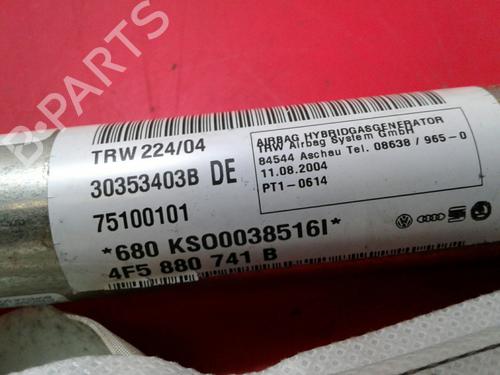 TRW 224/04
30353403B DE
75100101
*680 KSO0038516I*
4F5 880 741 B
AIRBAG HYBRIDGASGENERATOR
TRW Airbag System GmbH
84544 Aschau Tel. 08638 / 965-0
11.08.2004
PT1-0614